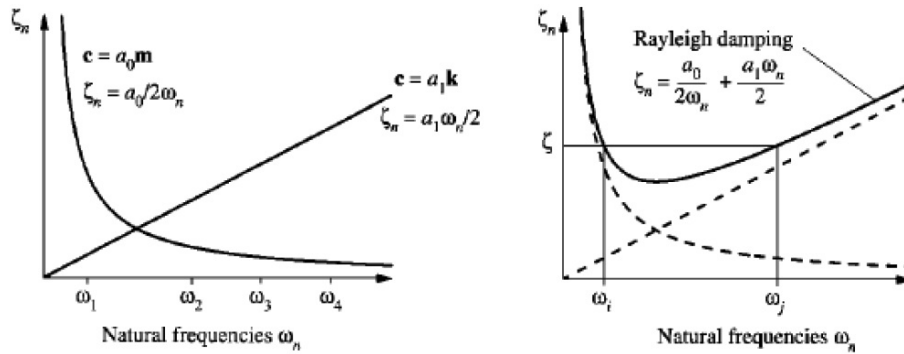 ζₙ
c = a₀m
ζₙ = a₀/2ωₙ
c = a₁k
ζₙ = a₁ωₙ/2
ω₁ ω₂ ω₃ ω₄
Natural frequencies ωₙ
ζₙ
Rayleigh damping
ζₙ = a₀/2ωₙ + a₁ωₙ/2
ζ
ωᵢ ωⱼ
Natural frequencies ωₙ